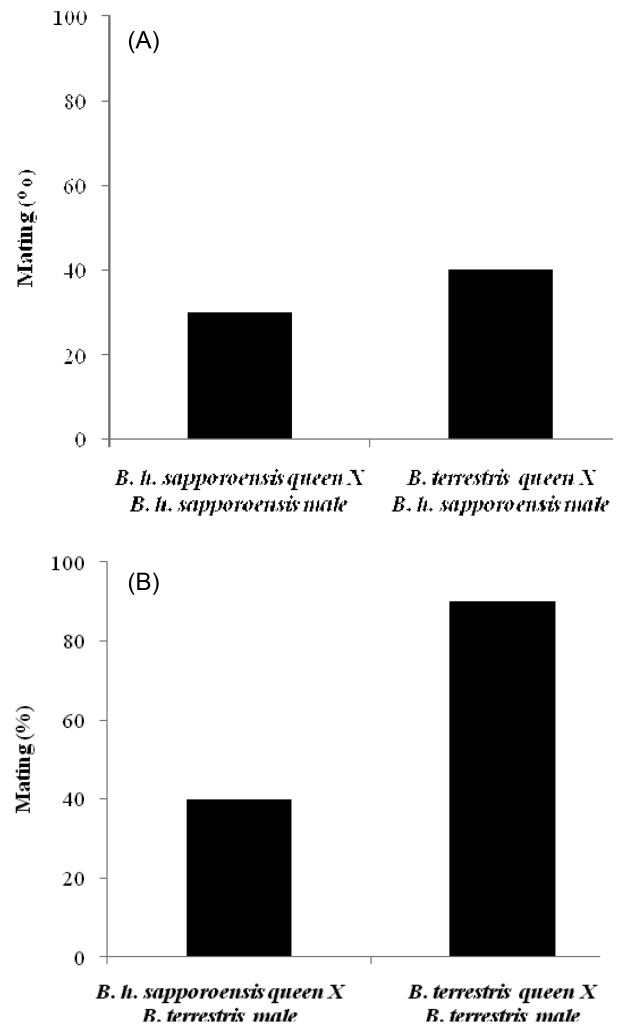 (A)
Mating (%)
100
80
60
40
20
0
B. h. sapporoensis queen X
B. h. sapporoensis male
B. terrestris queen X
B. h. sapporoensis male
(B)
Mating (%)
100
80
60
40
20
0
B. h. sapporoensis queen X
B. terrestris male
B. terrestris queen X
B. terrestris male